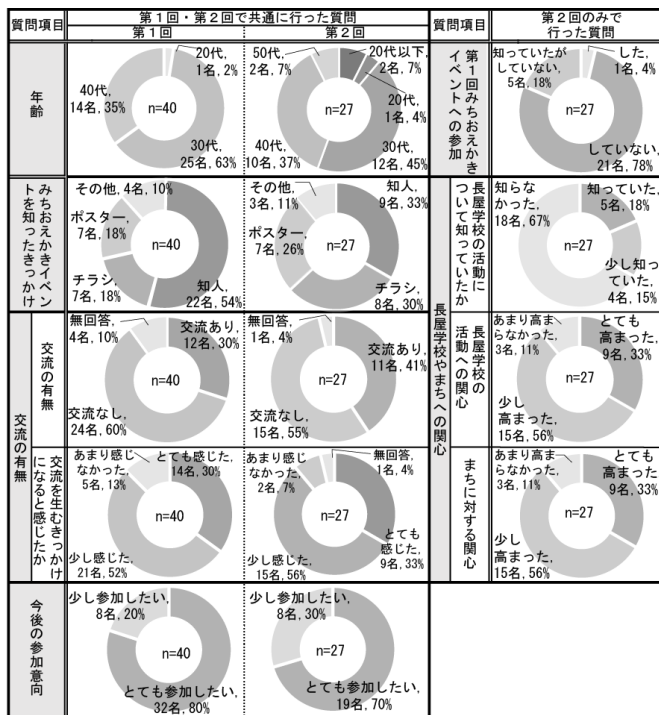 質問項目
第1回・第2回で共通に行った質問
第1回
第2回
年齢
20代,
1名, 2%
40代,
14名, 35%
n=40
30代
25名, 63%
50代,
2名, 7%
20代以下,
2名, 7%
20代,
1名, 4%
n=27
40代
10名, 37%
30代,
12名, 45%
みちおえかきイベン
トを知ったきっかけ
その他, 4名, 10%
ポスター,
7名, 18%
n=40
チラシ,
7名, 18%
知人,
22名, 54%
その他,
3名, 11%
知人,
9名, 33%
ポスター,
7名, 26%
n=27
チラシ,
8名, 30%
交流の有無
交流の有無
無回答,
4名, 10%
交流あり,
12名, 30%
n=40
交流なし,
24名, 60%
無回答,
1名, 4%
交流あり,
11名, 41%
n=27
交流なし,
15名, 55%
交流を生むきっかけ
になると感じたか
あまり感じ
なかった,
5名, 13%
とても感じた,
14名, 30%
n=40
少し感じた,
21名, 52%
あまり感じ
なかった,
2名, 7%
無回答,
1名, 4%
n=27
とても
感じた,
9名, 33%
少し感じた,
15名, 56%
今後の参加意向
少し参加したい,
8名, 20%
n=40
とても参加したい,
32名, 80%
少し参加したい,
8名, 30%
n=27
とても参加したい,
19名, 70%
質問項目
第2回のみで
行った質問
第1回みちおえかき
イベントへの参加
知っていたが
していない,
5名, 18%
した,
1名, 4%
n=27
していない,
21名, 78%
長屋学校やまちへの関心
長屋学校の活動に
ついて知っていたか
知らな
かった,
18名, 67%
知っていた,
5名, 18%
n=27
少し知っ
ていた,
4名, 15%
長屋学校の
活動への関心
あまり高ま
らなかった,
3名, 11%
とても
高まった,
9名, 33%
n=27
少し
高まった,
15名, 56%
まちに対する関心
あまり高ま
らなかった,
3名, 11%
とても
高まった,
9名, 33%
n=27
少し
高まった,
15名, 56%